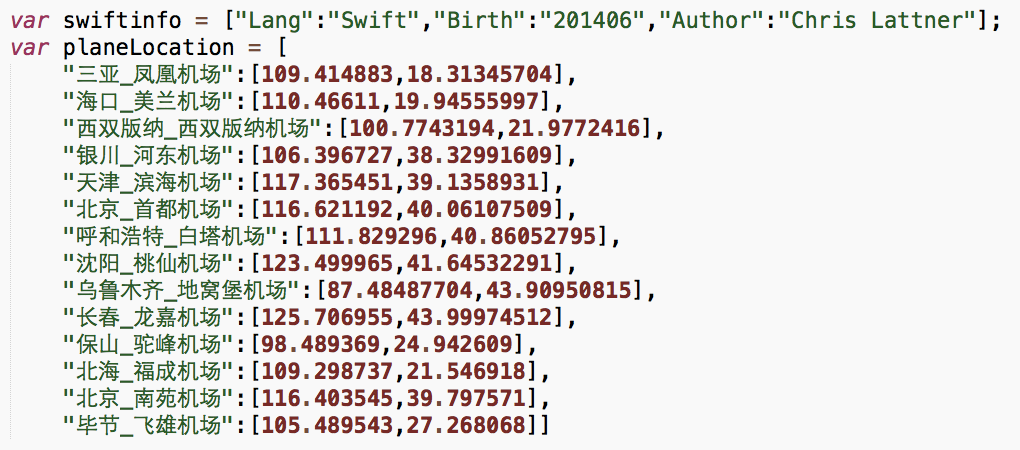 var swiftinfo = ["Lang":"Swift","Birth":"201406","Author":"Chris Lattner"];
var planeLocation = [
    "三亚_凤凰机场":[109.414883,18.31345704],
    "海口_美兰机场":[110.46611,19.94555997],
    "西双版纳_西双版纳机场":[100.7743194,21.9772416],
    "银川_河东机场":[106.396727,38.32991609],
    "天津_滨海机场":[117.365451,39.1358931],
    "北京_首都机场":[116.621192,40.06107509],
    "呼和浩特_白塔机场":[111.829296,40.86052795],
    "沈阳_桃仙机场":[123.499965,41.64532291],
    "乌鲁木齐_地窝堡机场":[87.48487704,43.90950815],
    "长春_龙嘉机场":[125.706955,43.99974512],
    "保山_驼峰机场":[98.489369,24.942609],
    "北海_福成机场":[109.298737,21.546918],
    "北京_南苑机场":[116.403545,39.797571],
    "毕节_飞雄机场":[105.489543,27.268068]]